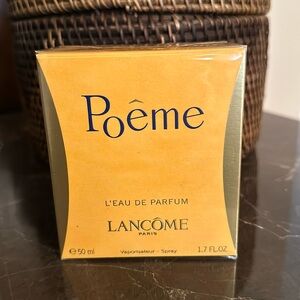 Poême
L'EAU DE PARFUM
LANCÔME
PARIS
℮ 50 ml
Vaporisateur - Spray
1.7 FL.OZ